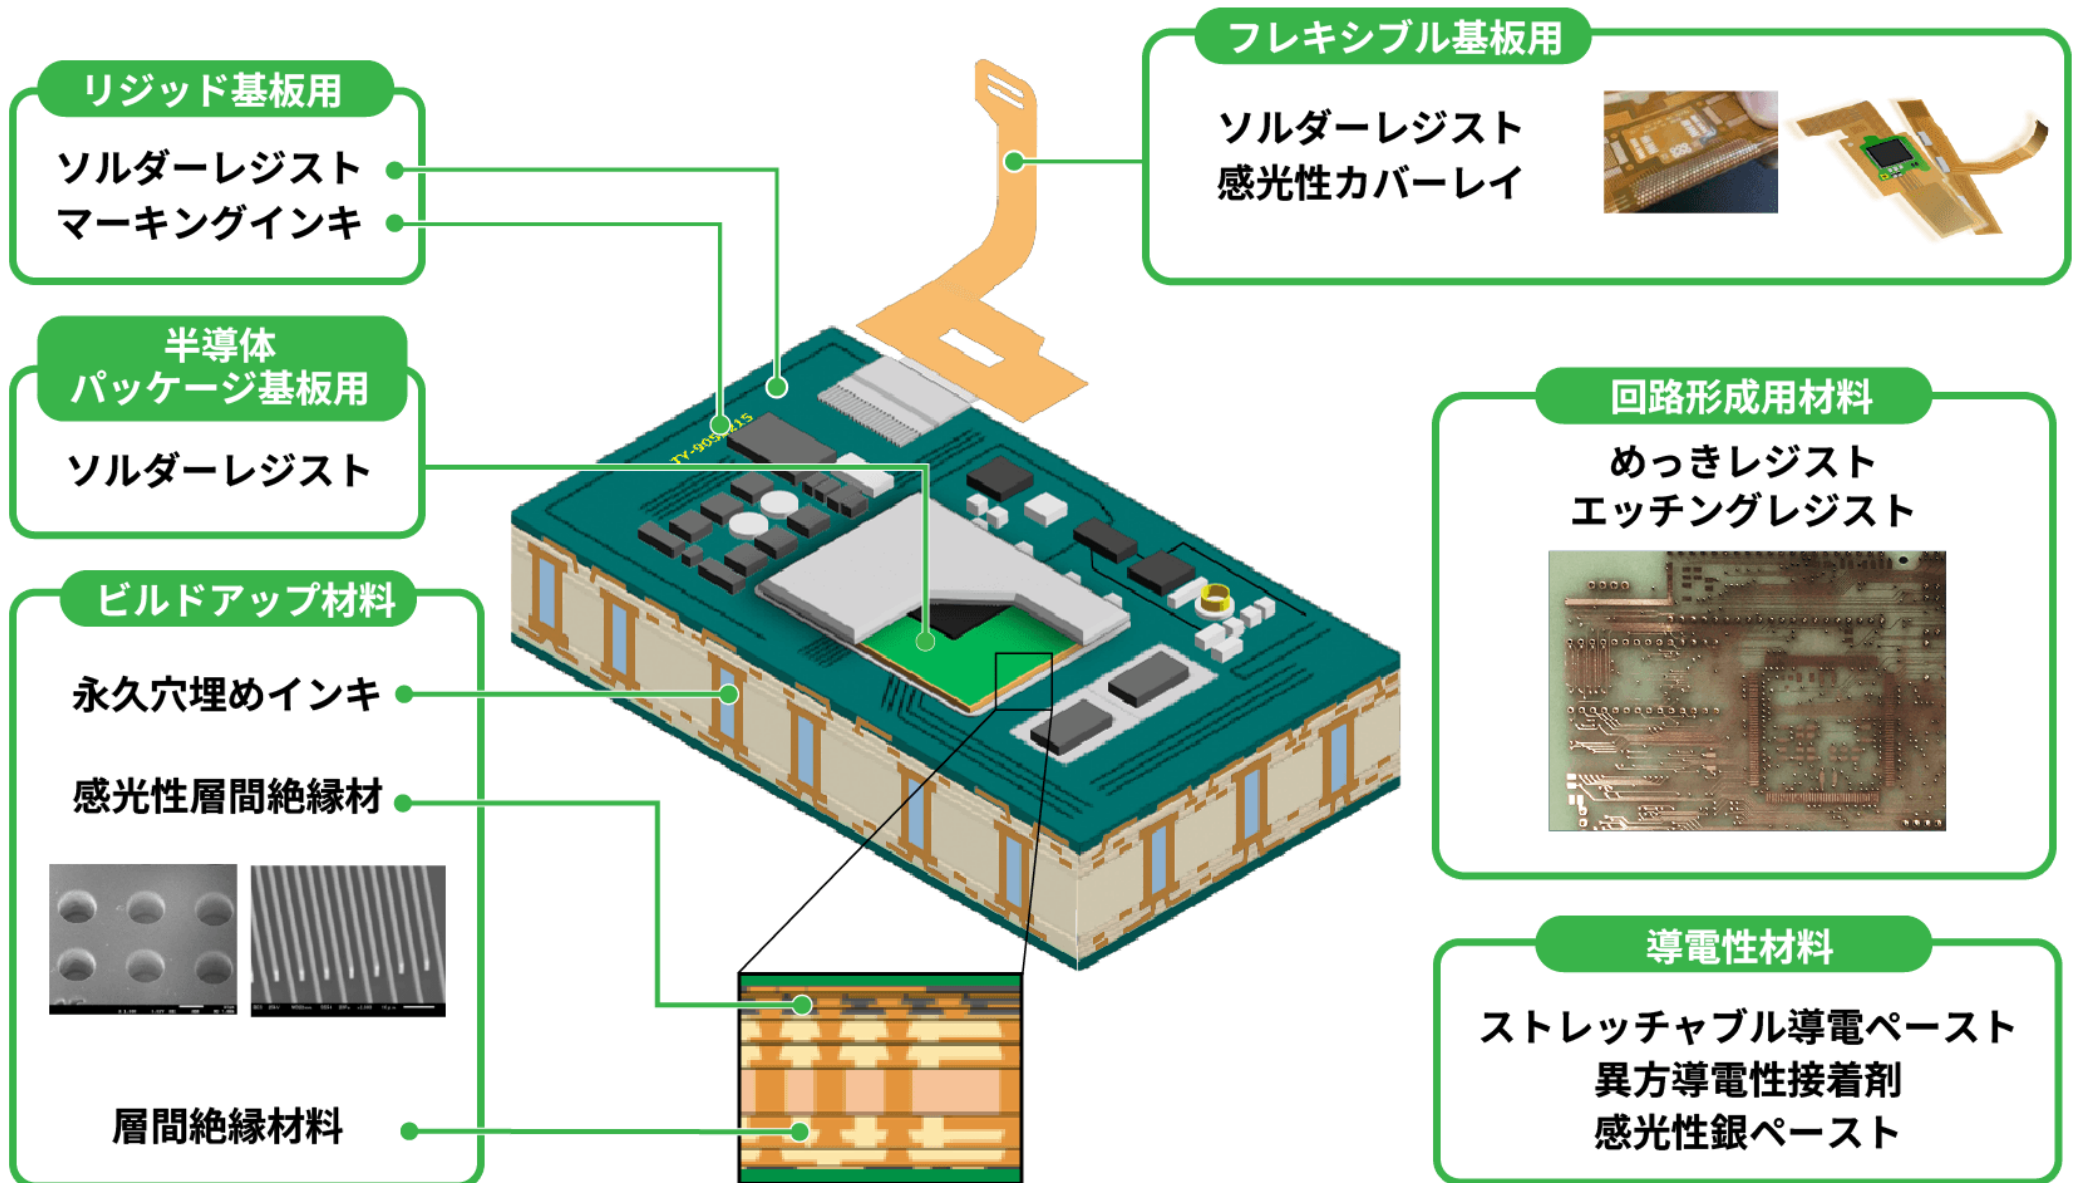 リジッド基板用
ソルダーレジスト
マーキングインキ
フレキシブル基板用
ソルダーレジスト
感光性カバーレイ
半導体
パッケージ基板用
ソルダーレジスト
ビルドアップ材料
永久穴埋めインキ
感光性層間絶縁材
層間絶縁材料
回路形成用材料
めっきレジスト
エッチングレジスト
導電性材料
ストレッチャブル導電ペースト
異方導電性接着剤
感光性銀ペースト